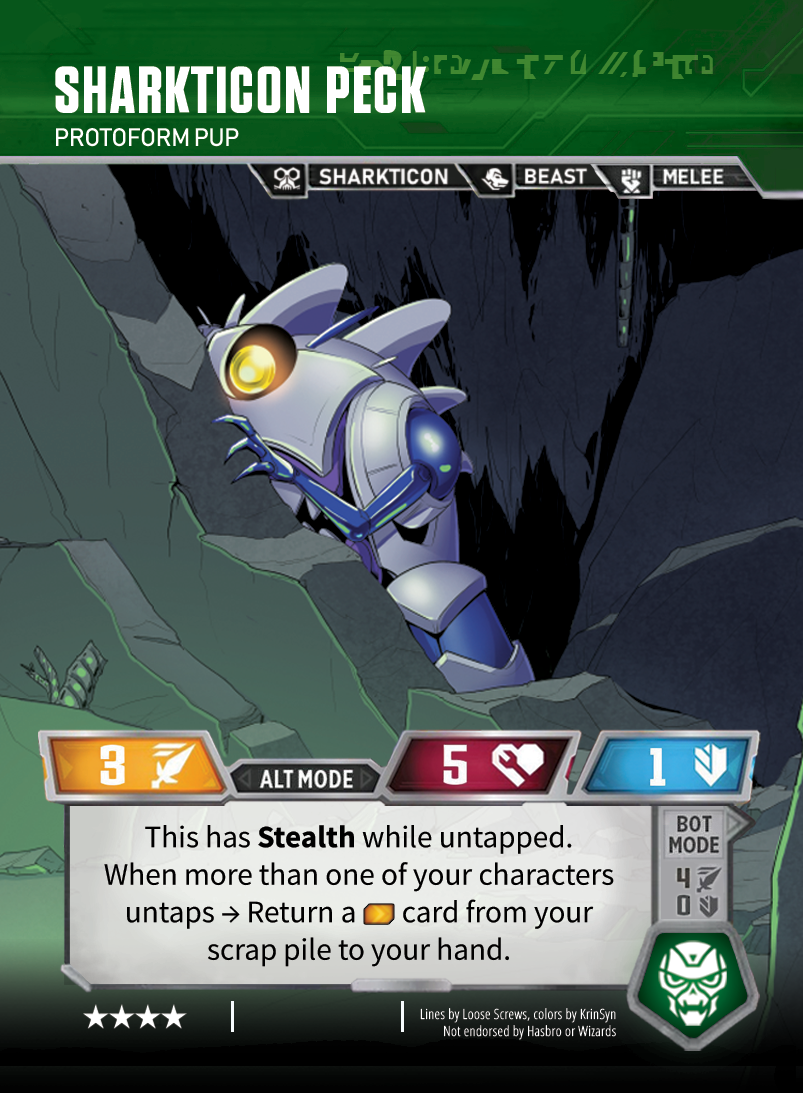 SHARKTICON PECK
PROTOFORM PUP
SHARKTICON BEAST MELEE
3 ALT MODE 5 1
This has Stealth while untapped.
When more than one of your characters
untaps → Return a card from your
scrap pile to your hand.
BOT
MODE
4
0
Lines by Loose Screws, colors by KrinSyn
Not endorsed by Hasbro or Wizards